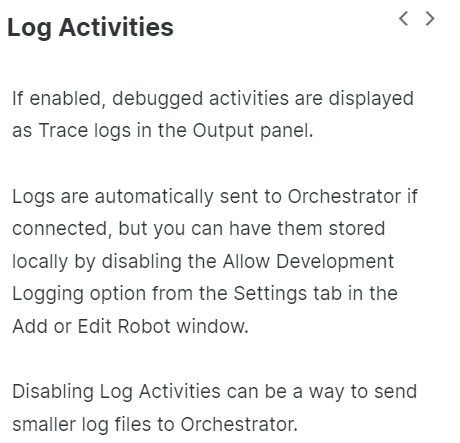 Log Activities
If enabled, debugged activities are displayed
as Trace logs in the Output panel.
Logs are automatically sent to Orchestrator if
connected, but you can have them stored
locally by disabling the Allow Development
Logging option from the Settings tab in the
Add or Edit Robot window.
Disabling Log Activities can be a way to send
smaller log files to Orchestrator.